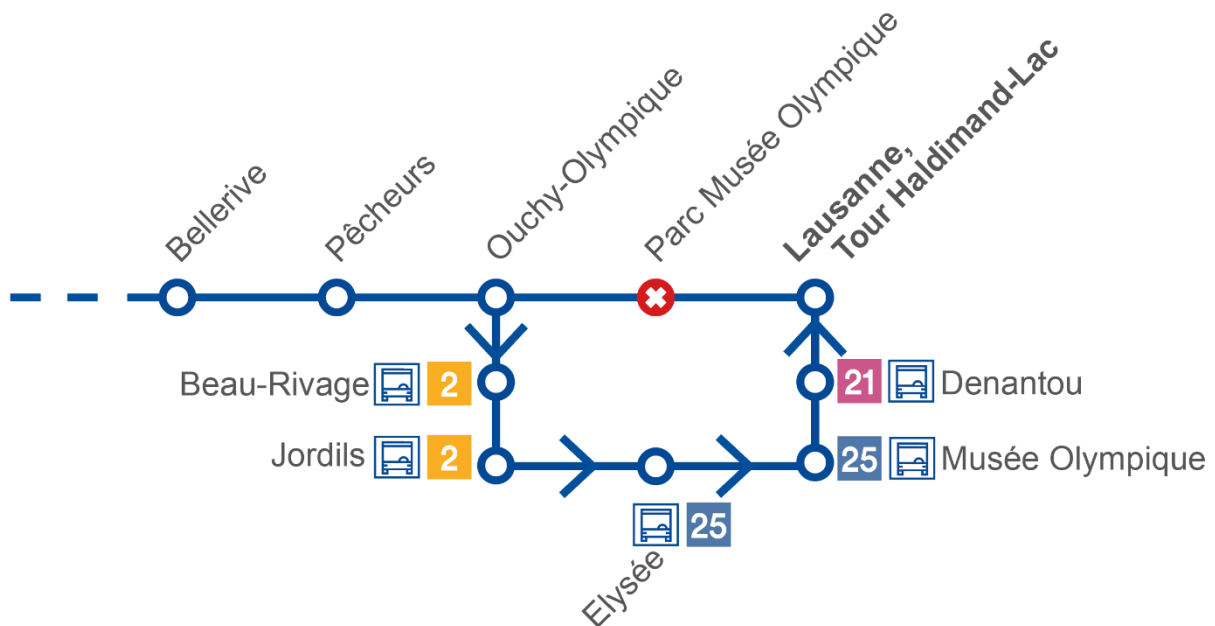 Bellerive
Pêcheurs
Ouchy-Olympique
Parc Musée Olympique
Lausanne,
Tour Haldimand-Lac
Beau-Rivage 2
21 Denantou
Jordils 2
25 Musée Olympique
25
Elysée